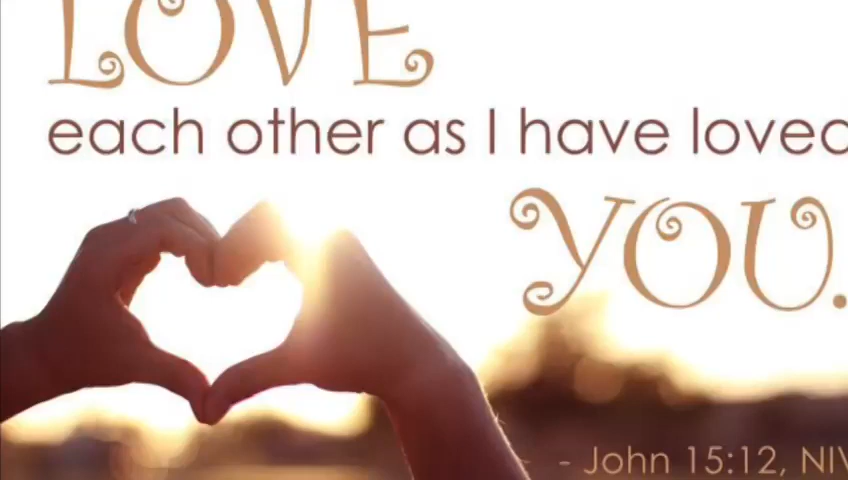 LOVE
each other as I have loved
YOU.
- John 15:12, NIV